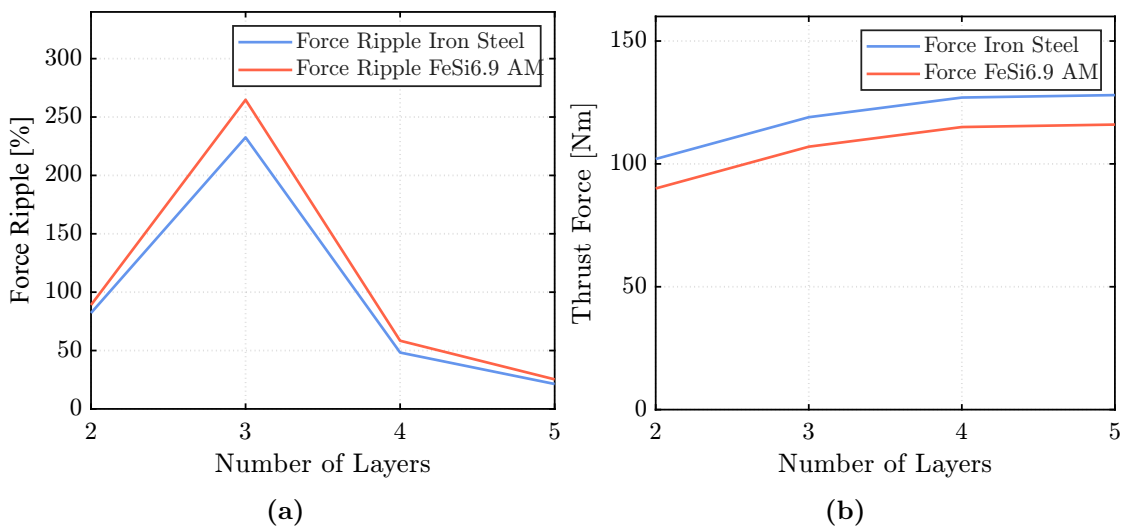 Force Ripple [%]
300
250
200
150
100
50
0
Force Ripple Iron Steel
Force Ripple FeSi6.9 AM
2 3 4 5
Number of Layers
(a)
Thrust Force [Nm]
150
100
50
0
Force Iron Steel
Force FeSi6.9 AM
2 3 4 5
Number of Layers
(b)